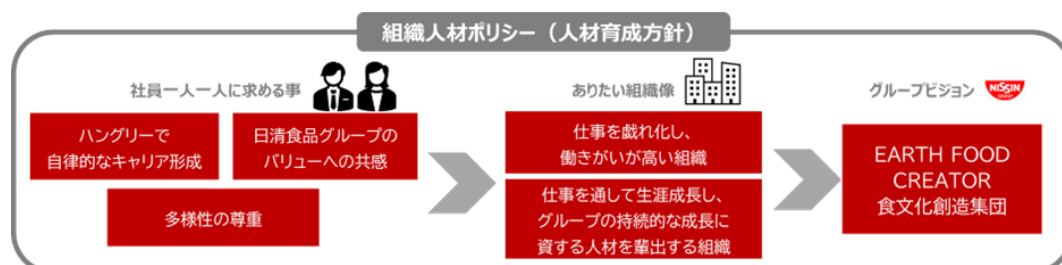 組織人材ポリシー（人材育成方針）
社員一人一人に求める事
ハングリーで
自律的なキャリア形成
日清食品グループの
バリューへの共感
多様性の尊重
ありたい組織像
仕事を戯れ化し、
働きがいが高い組織
仕事を通して生涯成長し、
グループの持続的な成長に
資する人材を輩出する組織
グループビジョン
NISSIN
GROUP
EARTH FOOD
CREATOR
食文化創造集団